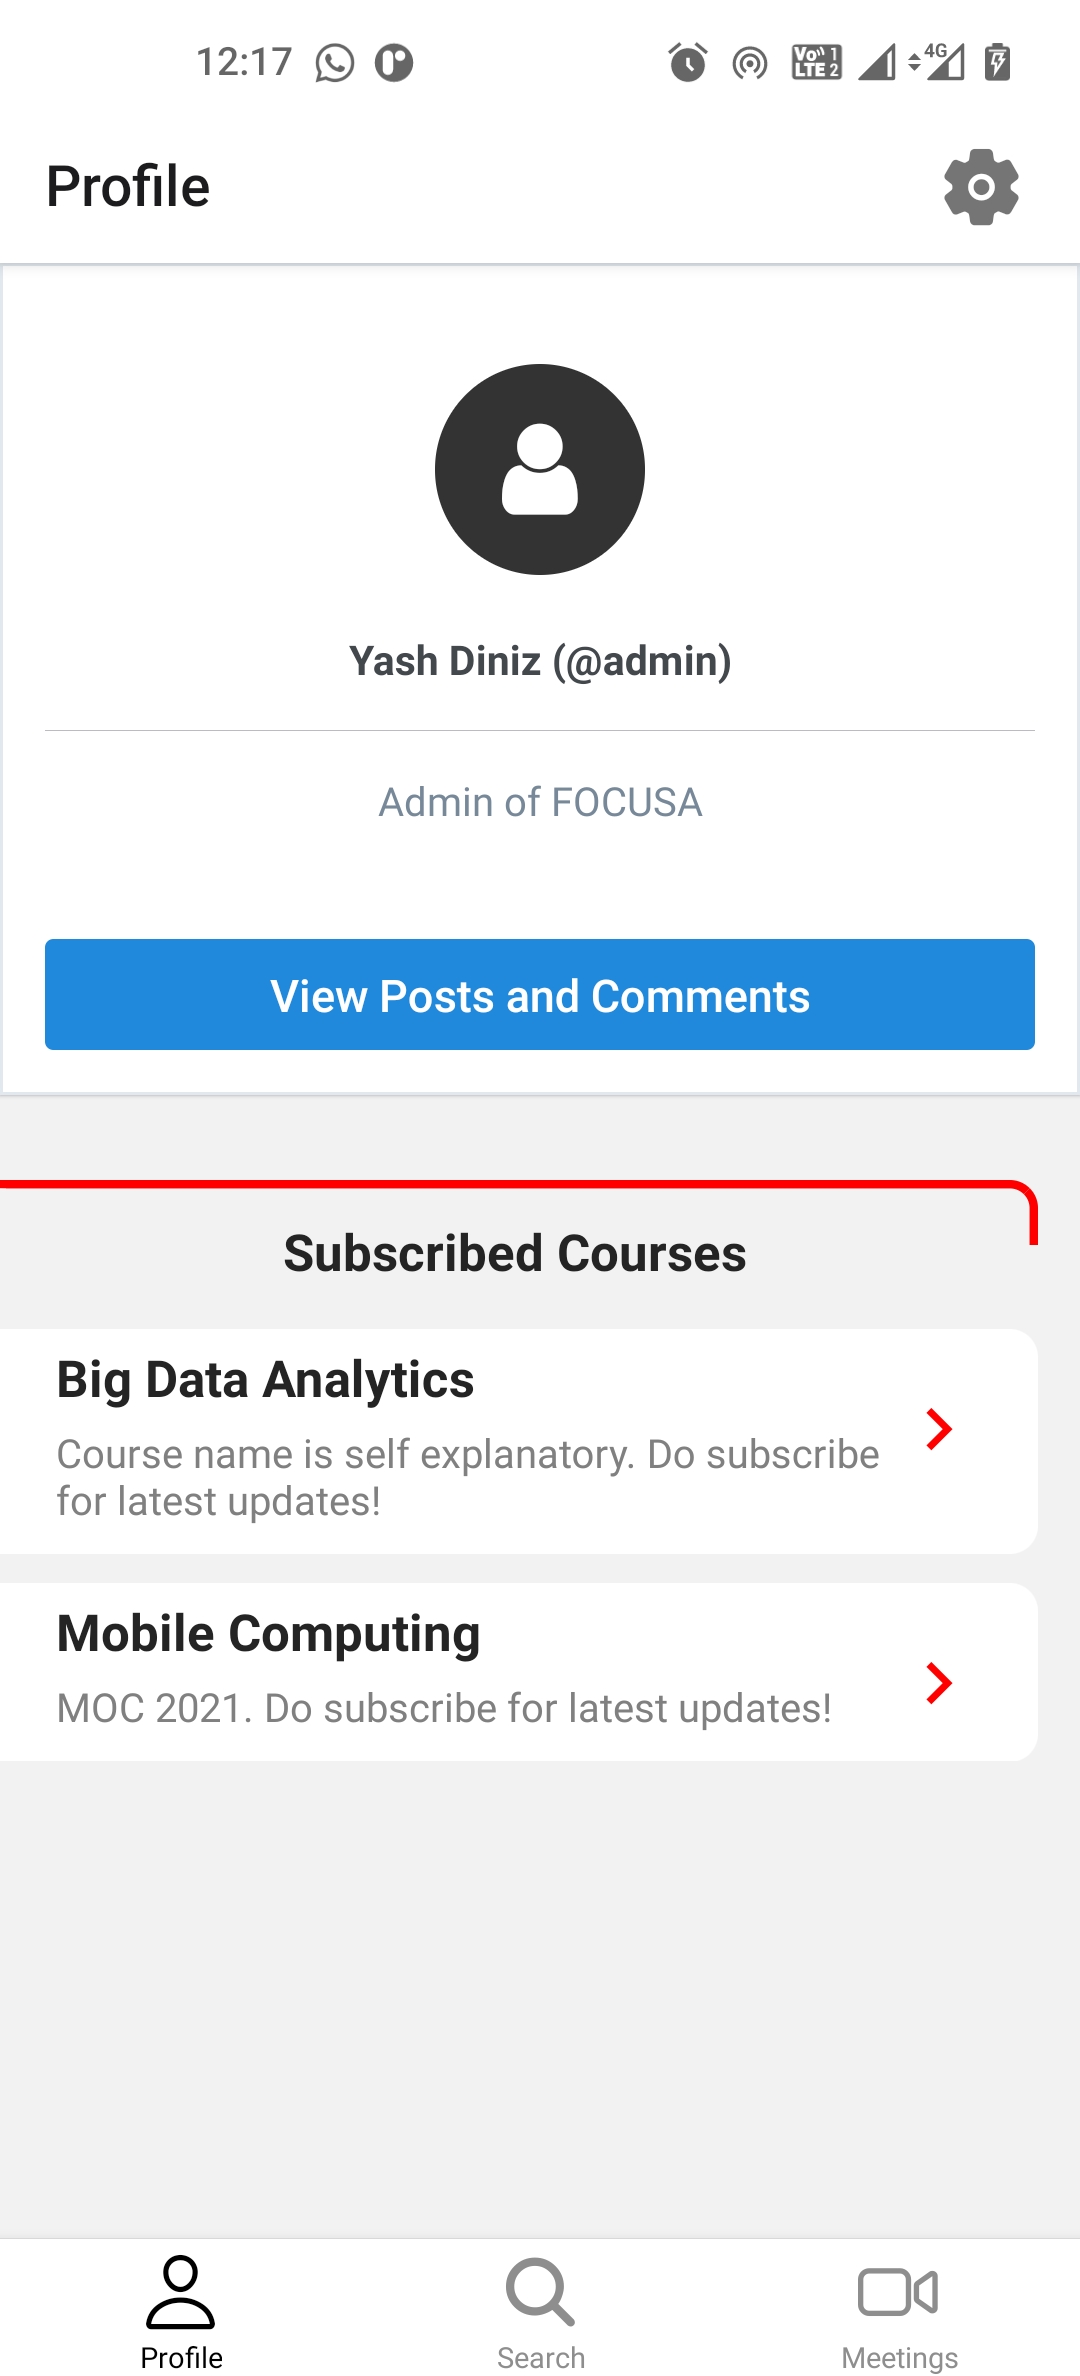 12:17 Vo)) 1 LTE 2 4G
Profile
Yash Diniz (@admin)
Admin of FOCUSA
View Posts and Comments
Subscribed Courses
Big Data Analytics
Course name is self explanatory. Do subscribe
for latest updates!
Mobile Computing
MOC 2021. Do subscribe for latest updates!
Profile Search Meetings